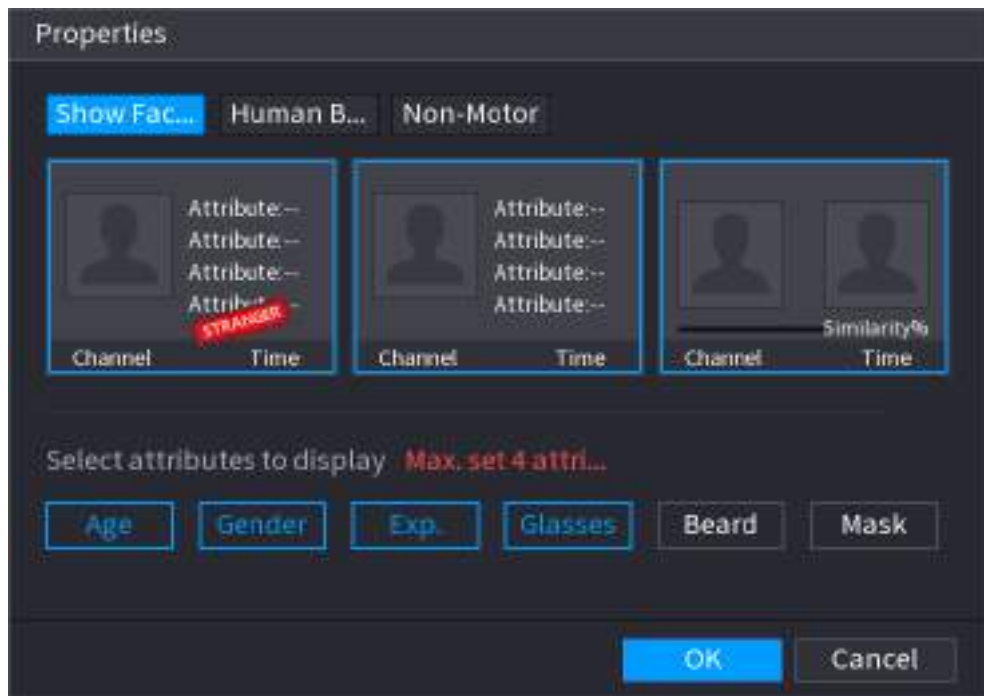 Properties
Show Fac... Human B... Non-Motor
Attribute:-- Attribute:--
Attribute:-- Attribute:--
Attribute:-- Attribute:--
Attribute:-- Attribute:--
STRANGER Similarity%
Channel Time Channel Time Channel Time
Select attributes to display Max. set 4 attri...
Age Gender Exp. Glasses Beard Mask
OK Cancel